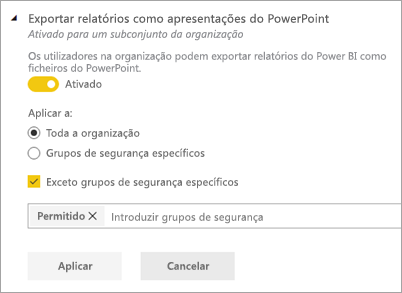 Exportar relatórios como apresentações do PowerPoint
Ativado para um subconjunto da organização
Os utilizadores na organização podem exportar relatórios do Power BI como
ficheiros do PowerPoint.
Ativado
Aplicar a:
Toda a organização
Grupos de segurança específicos
Exceto grupos de segurança específicos
Permitido Introduzir grupos de segurança
Aplicar Cancelar